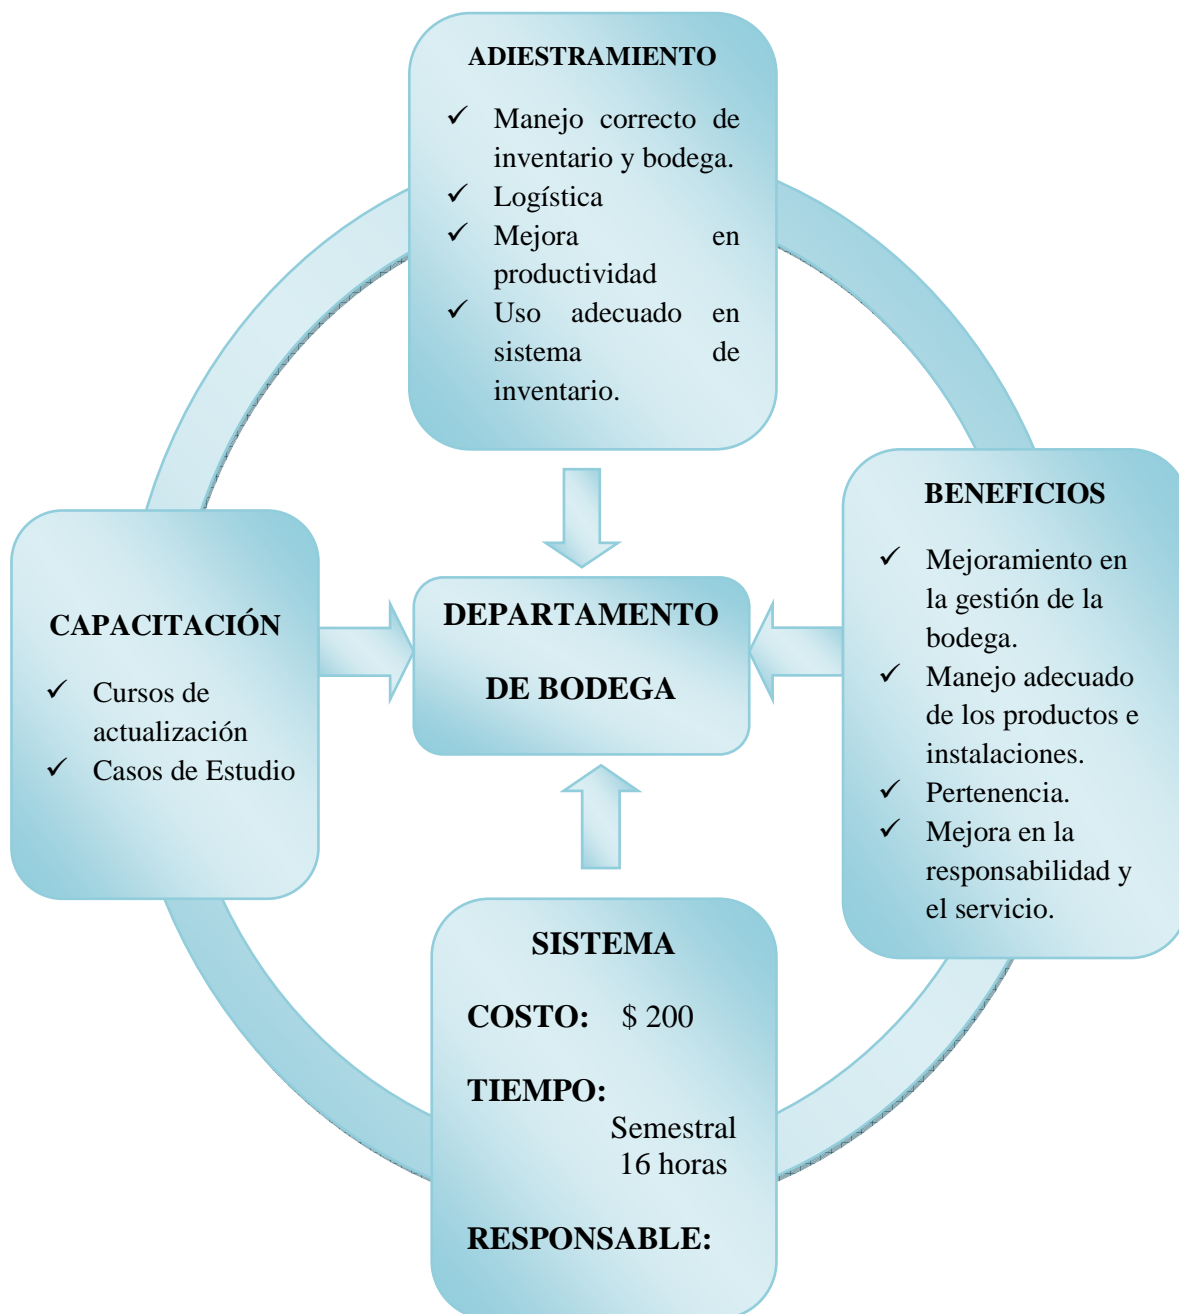 ADIESTRAMIENTO
✓ Manejo correcto de
inventario y bodega.
✓ Logística
✓ Mejora en
productividad
✓ Uso adecuado en
sistema de
inventario.
CAPACITACIÓN
✓ Cursos de
actualización
✓ Casos de Estudio
DEPARTAMENTO
DE BODEGA
BENEFICIOS
✓ Mejoramiento en
la gestión de la
bodega.
✓ Manejo adecuado
de los productos e
instalaciones.
✓ Pertenencia.
✓ Mejora en la
responsabilidad y
el servicio.
SISTEMA
COSTO: $ 200
TIEMPO:
Semestral
16 horas
RESPONSABLE: